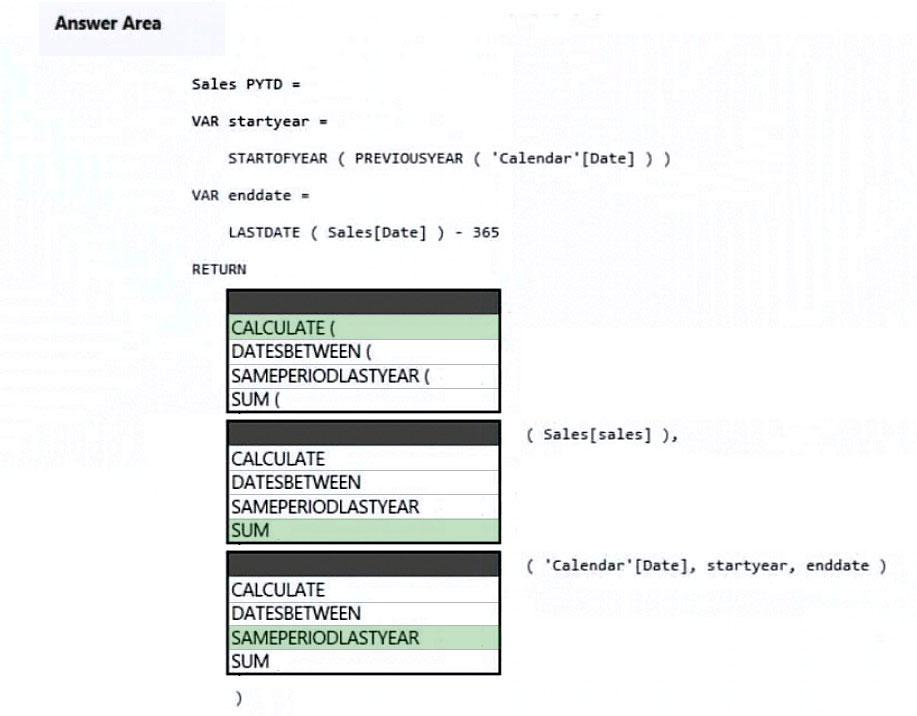 Answer Area
Sales PYTD =
VAR startyear =
STARTOFYEAR ( PREVIOUSYEAR ( 'Calendar'[Date] ) )
VAR enddate =
LASTDATE ( Sales[Date] ) - 365
RETURN
CALCULATE (
DATESBETWEEN (
SAMEPERIODLASTYEAR (
SUM (
( Sales[sales] ),
CALCULATE
DATESBETWEEN
SAMEPERIODLASTYEAR
SUM
( 'Calendar'[Date], startyear, enddate )
CALCULATE
DATESBETWEEN
SAMEPERIODLASTYEAR
SUM
)